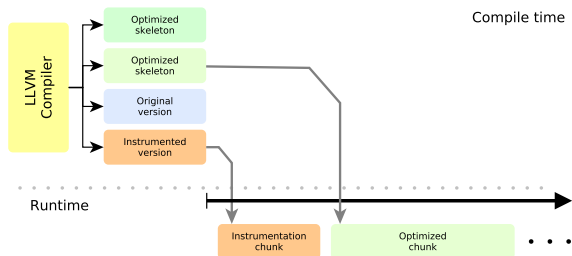 Compile time
LLVM
Compiler
Optimized
skeleton
Optimized
skeleton
Original
version
Instrumented
version
Runtime
Instrumentation
chunk
Optimized
chunk
• • •